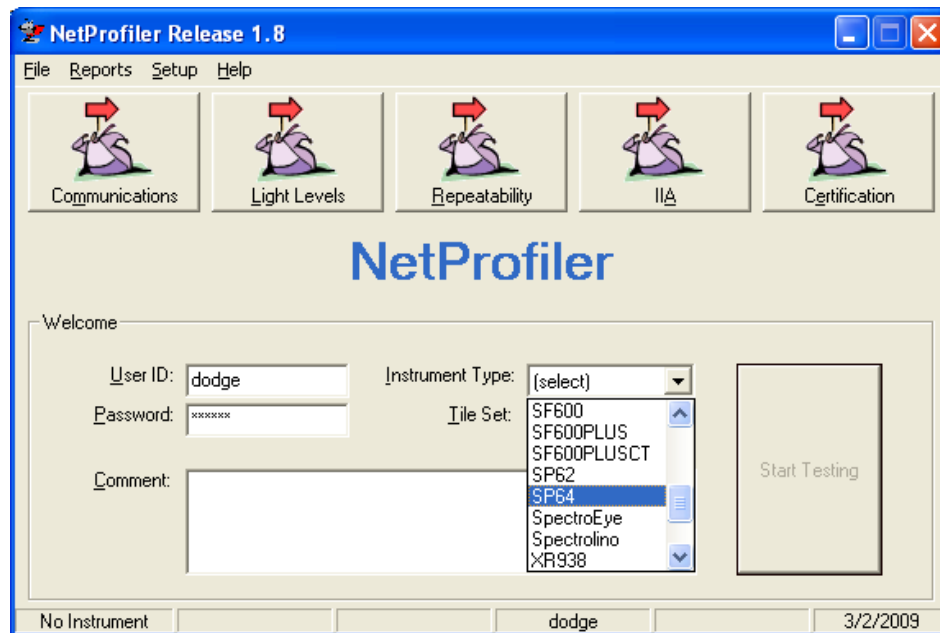 NetProfiler Release 1.8
File Reports Setup Help
Communications Light Levels Repeatability IIA Certification
NetProfiler
Welcome
User ID: dodge Instrument Type: (select)
Password: ****** Tile Set:
SF600
SF600PLUS
SF600PLUSCT
SP62
SP64
SpectroEye
Spectrolino
XR938
Comment:
Start Testing
No Instrument dodge 3/2/2009